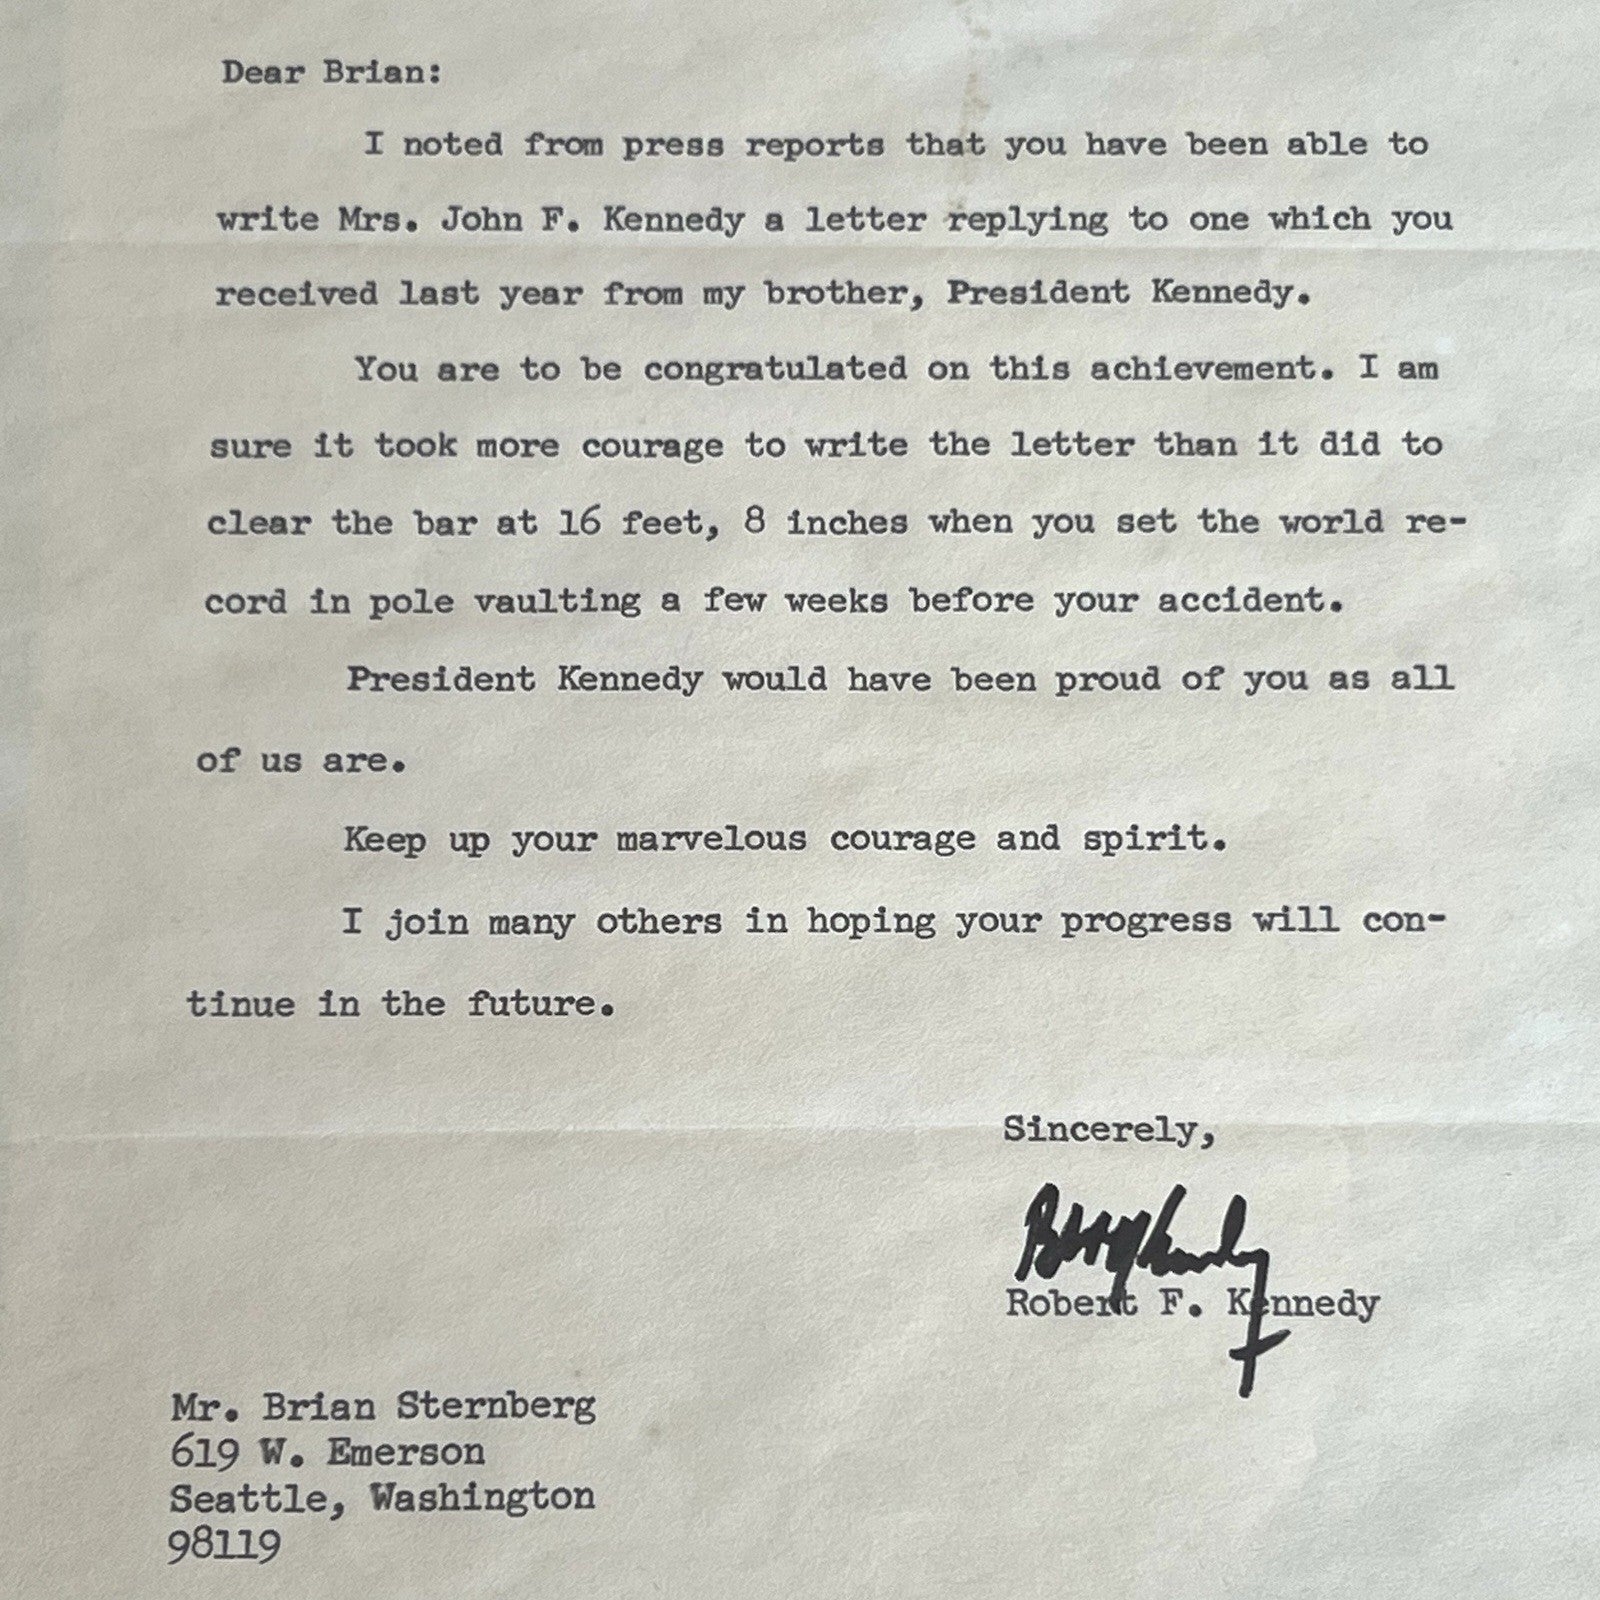 Dear Brian:
I noted from press reports that you have been able to
write Mrs. John F. Kennedy a letter replying to one which you
received last year from my brother, President Kennedy.
You are to be congratulated on this achievement. I am
sure it took more courage to write the letter than it did to
clear the bar at 16 feet, 8 inches when you set the world re-
cord in pole vaulting a few weeks before your accident.
President Kennedy would have been proud of you as all
of us are.
Keep up your marvelous courage and spirit.
I join many others in hoping your progress will con-
tinue in the future.
Sincerely,
Robert F. Kennedy
Mr. Brian Sternberg
619 W. Emerson
Seattle, Washington
98119